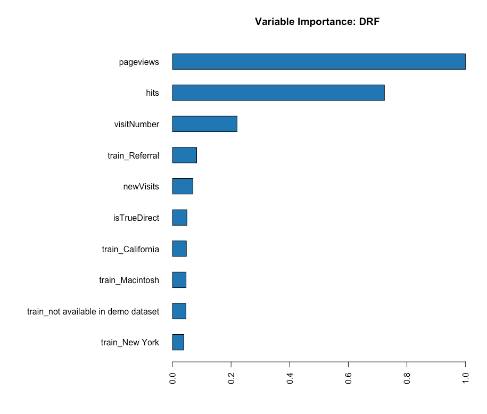 Variable Importance: DRF
pageviews
hits
visitNumber
train_Referral
newVisits
isTrueDirect
train_California
train_Macintosh
train_not available in demo dataset
train_New York
0.0 0.2 0.4 0.6 0.8 1.0